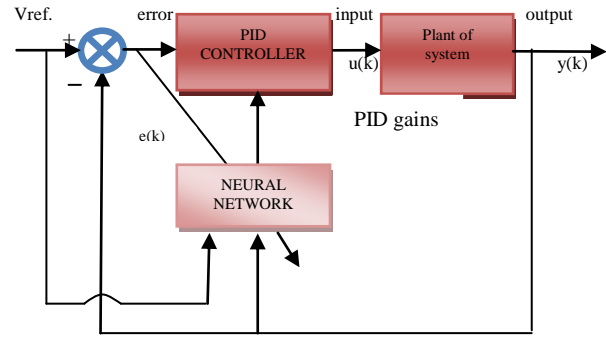 Vref.
error
input
output
+
PID
CONTROLLER
Plant of
system
u(k)
y(k)
−
PID gains
e(k)
NEURAL
NETWORK